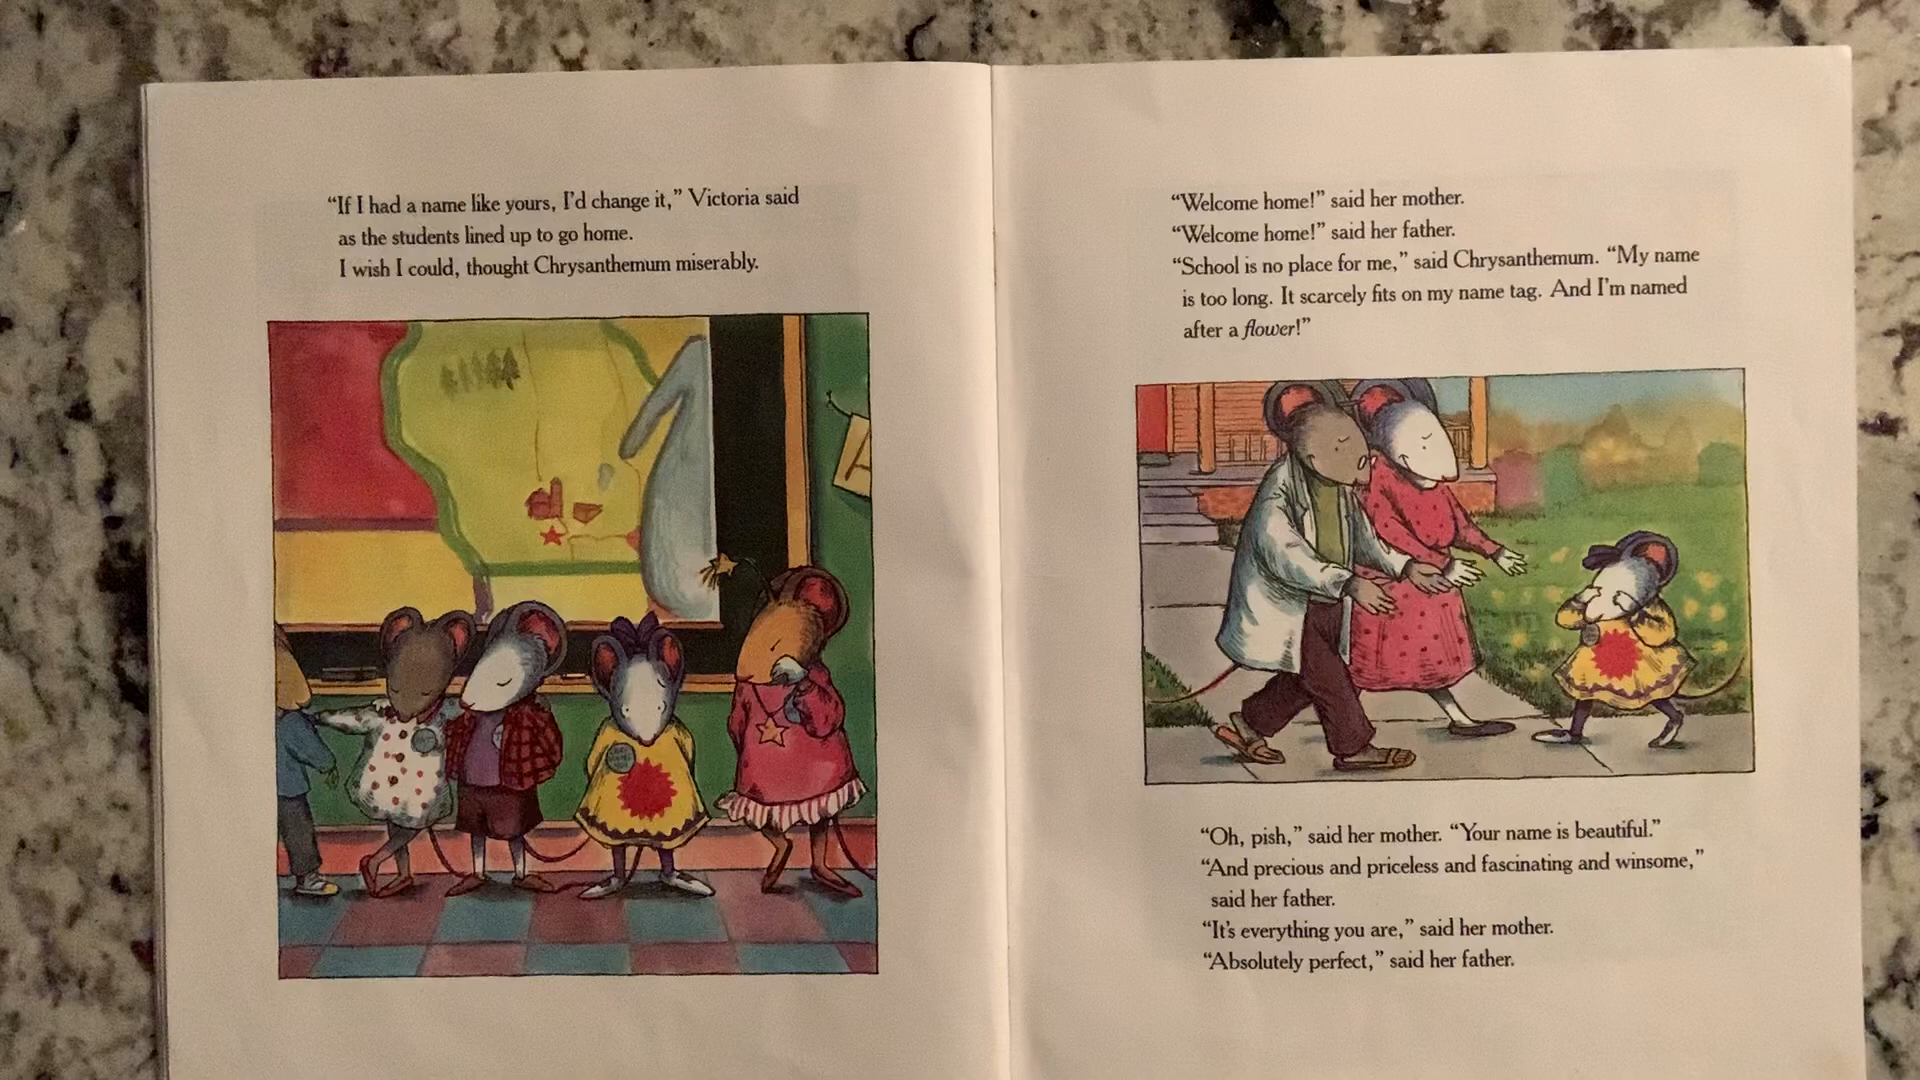 “If I had a name like yours, I’d change it,” Victoria said
as the students lined up to go home.
I wish I could, thought Chrysanthemum miserably.
“Welcome home!” said her mother.
“Welcome home!” said her father.
“School is no place for me,” said Chrysanthemum. “My name
is too long. It scarcely fits on my name tag. And I’m named
after a flower!”
“Oh, pish,” said her mother. “Your name is beautiful.”
“And precious and priceless and fascinating and winsome,”
said her father.
“It’s everything you are,” said her mother.
“Absolutely perfect,” said her father.